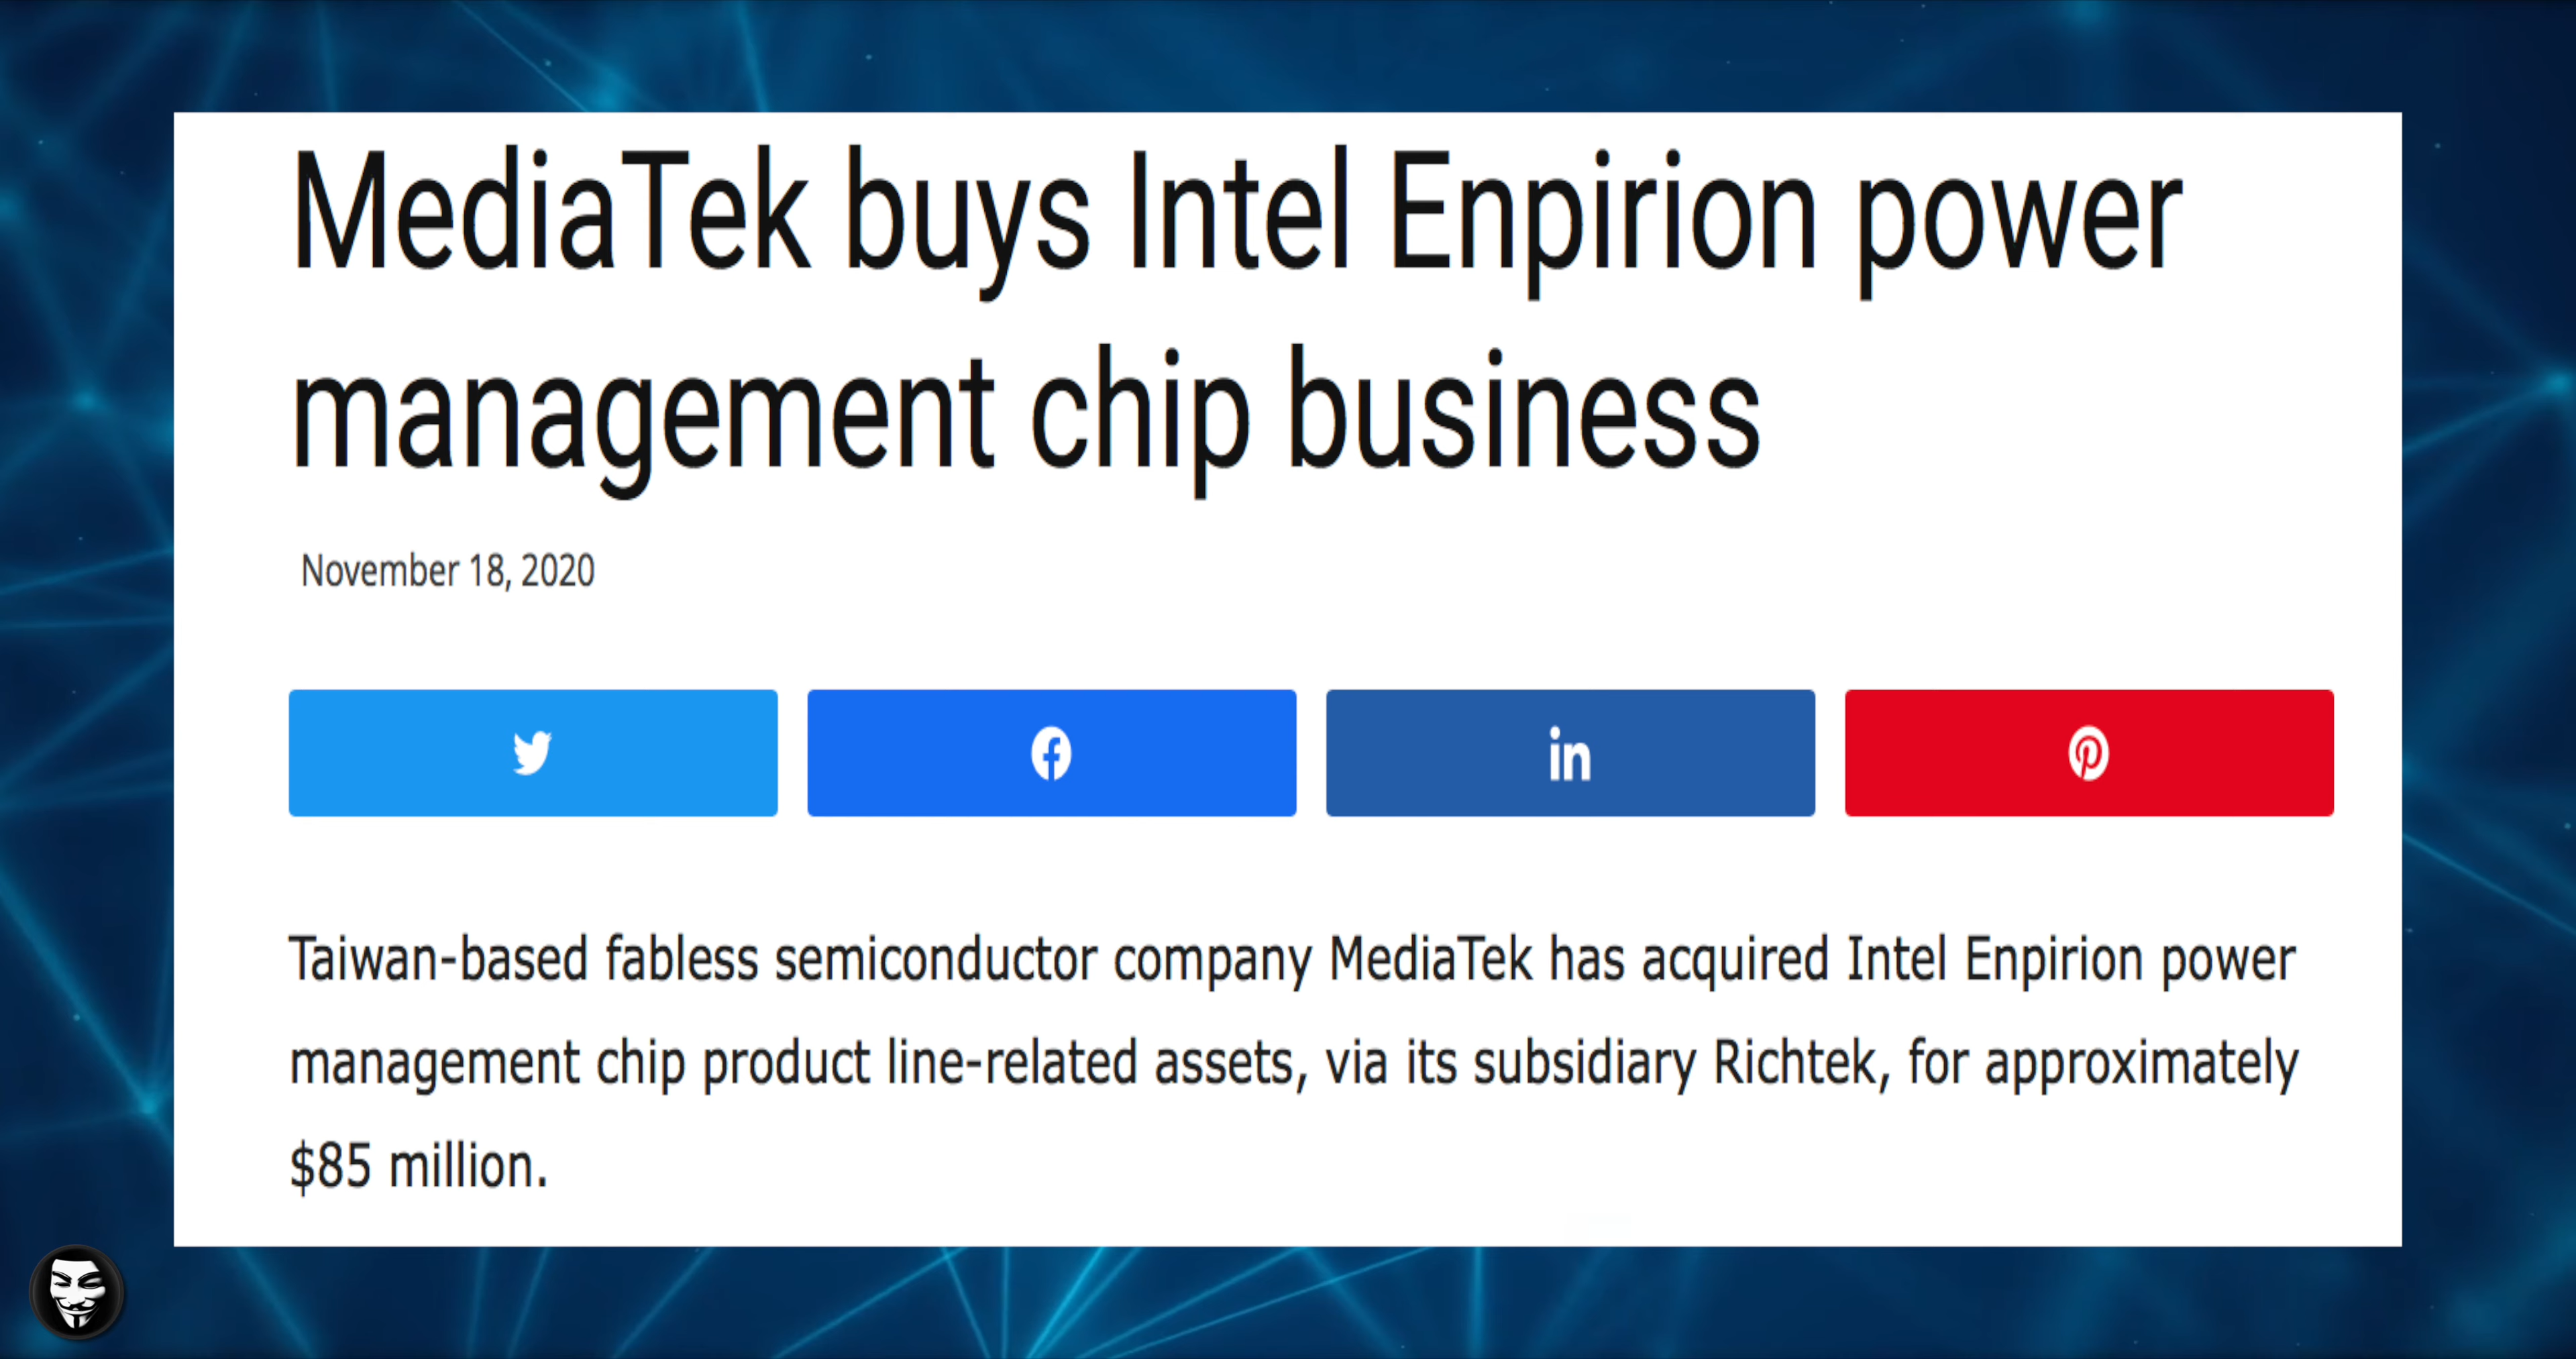 MediaTek buys Intel Enpirion power
management chip business
November 18, 2020
in
Taiwan-based fabless semiconductor company MediaTek has acquired Intel Enpirion power
management chip product line-related assets, via its subsidiary Richtek, for approximately
$85 million.